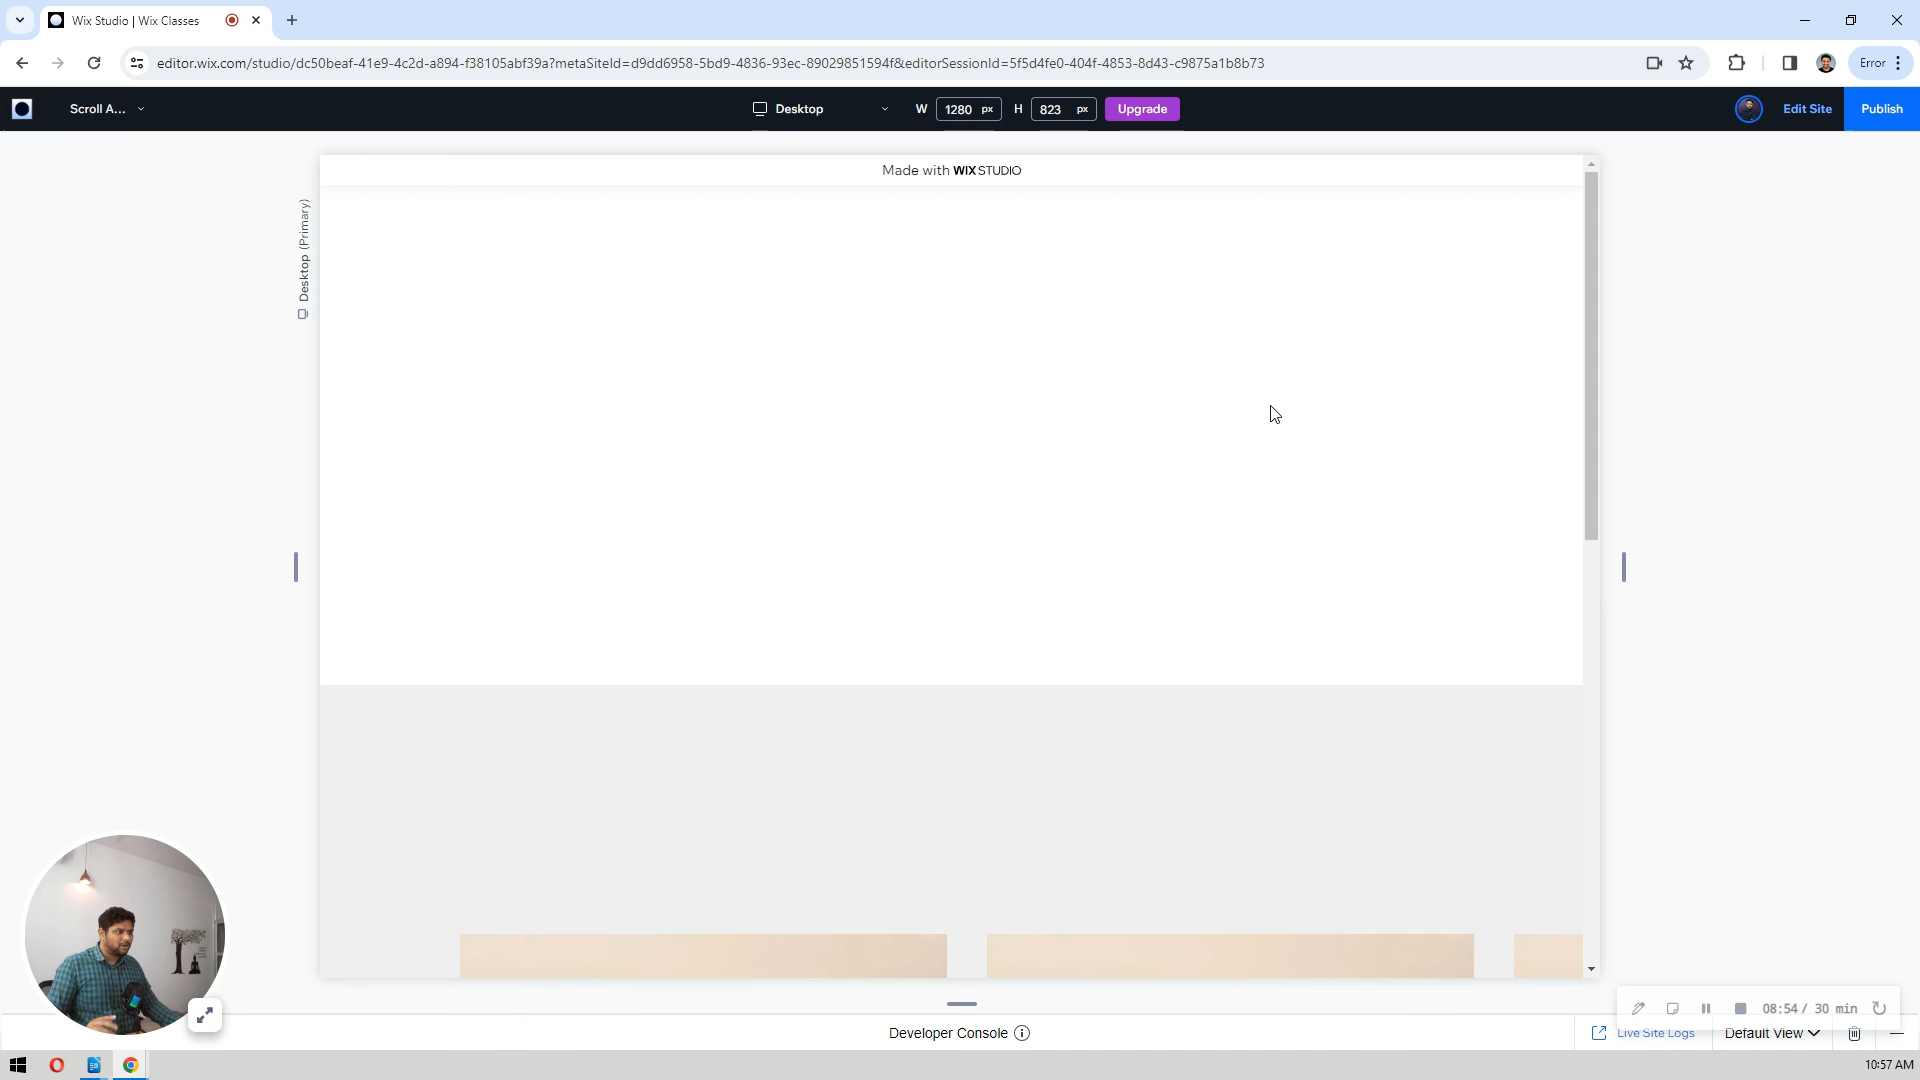 Wix Studio | Wix Classes
editor.wix.com/studio/dc50beaf-41e9-4c2d-a894-f38105abf39a?metaSiteId=d9dd6958-5bd9-4836-93ec-89029851594f&editorSessionId=5f5d4fe0-404f-4853-8d43-c9875a1b8b73
Error
Scroll A...
Desktop
W 1280 px H 823 px
Upgrade
Edit Site
Publish
Made with WIX STUDIO
Desktop (Primary)
08:54 / 30 min
Developer Console
Live Site Logs
Default View
10:57 AM